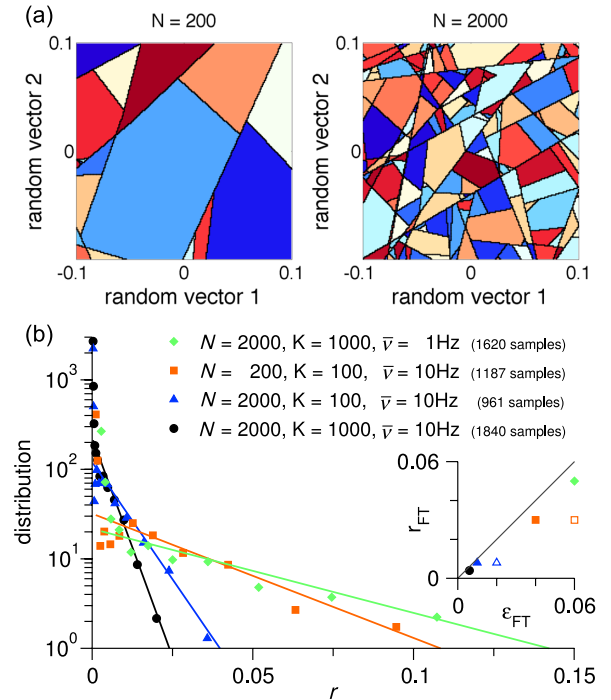 (a)
N = 200
N = 2000
0.1
0
-0.1 0 0.1
random vector 2
random vector 1
0.1
0
-0.1 0 0.1
random vector 2
random vector 1
(b)
N = 2000, K = 1000, ν̅ = 1Hz (1620 samples)
N = 200, K = 100, ν̅ = 10Hz (1187 samples)
N = 2000, K = 100, ν̅ = 10Hz (961 samples)
N = 2000, K = 1000, ν̅ = 10Hz (1840 samples)
distribution
10³
10²
10¹
10⁰
0 0.05 0.1 0.15
r
0.06
0
r_FT
0 0.06
ε_FT